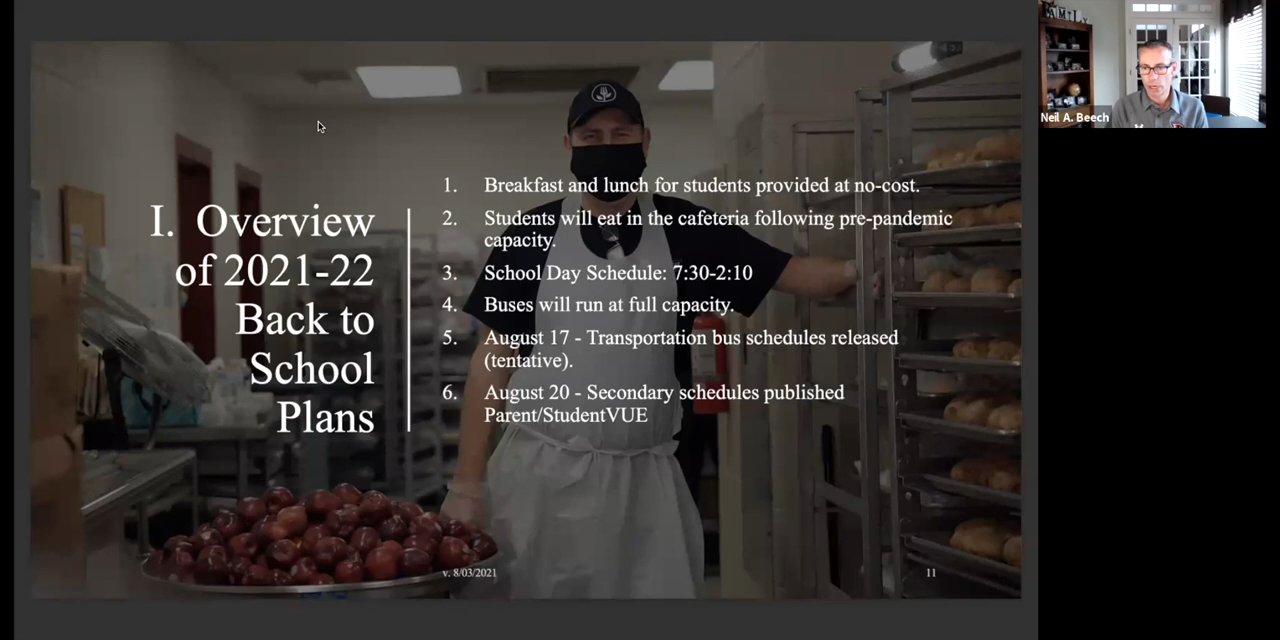 I. Overview
of 2021-22
Back to
School
Plans
1. Breakfast and lunch for students provided at no-cost.
2. Students will eat in the cafeteria following pre-pandemic
capacity.
3. School Day Schedule: 7:30-2:10
4. Buses will run at full capacity.
5. August 17 - Transportation bus schedules released
(tentative).
6. August 20 - Secondary schedules published
Parent/StudentVUE
v. 8/03/2021
11
Neil A. Beech